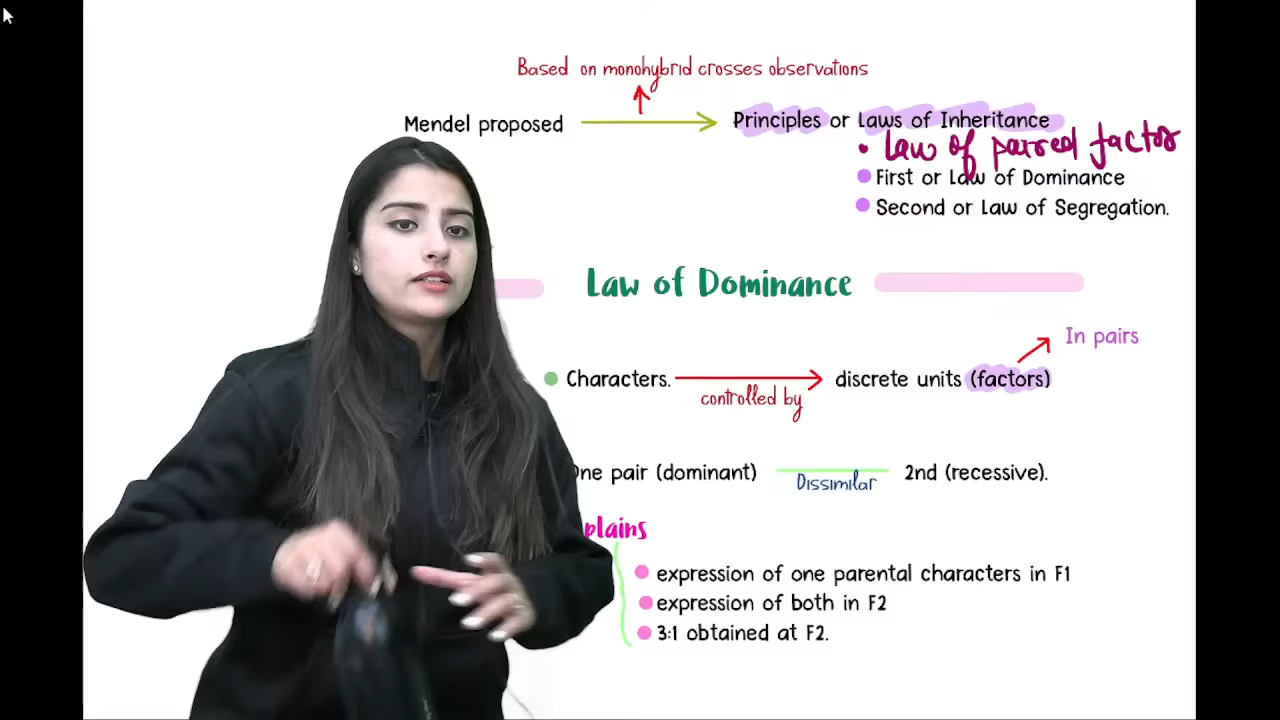 Based on monohybrid crosses observations
Mendel proposed
Principles or Laws of Inheritance
• Law of paired factor
First or Law of Dominance
Second or Law of Segregation.
Law of Dominance
In pairs
Characters.
controlled by
discrete units (factors)
One pair (dominant)
Dissimilar
2nd (recessive).
plains
expression of one parental characters in F1
expression of both in F2
3:1 obtained at F2.